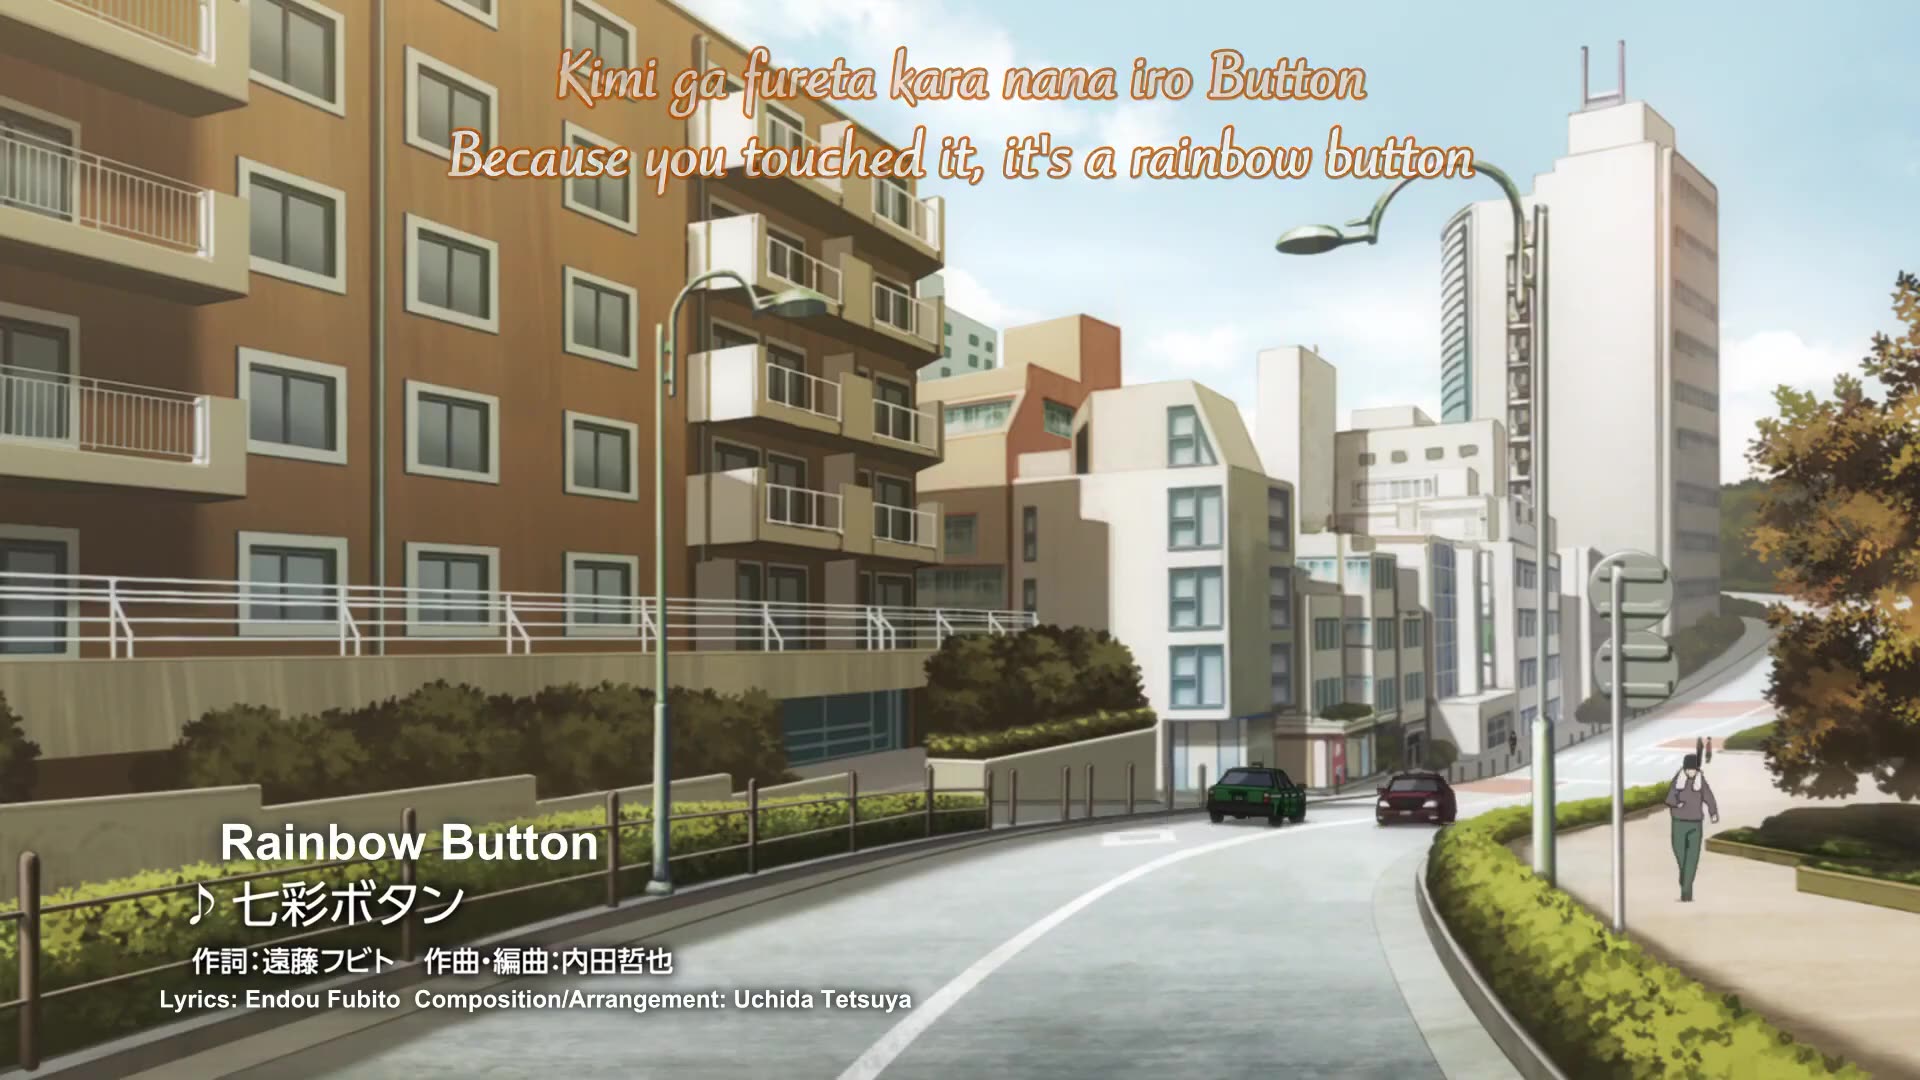 Kimi ga fureta kara nana iro Button
Because you touched it, it's a rainbow button
Rainbow Button
♪ 七彩ボタン
作詞：遠藤フビト　作曲・編曲：内田哲也
Lyrics: Endou Fubito  Composition/Arrangement: Uchida Tetsuya